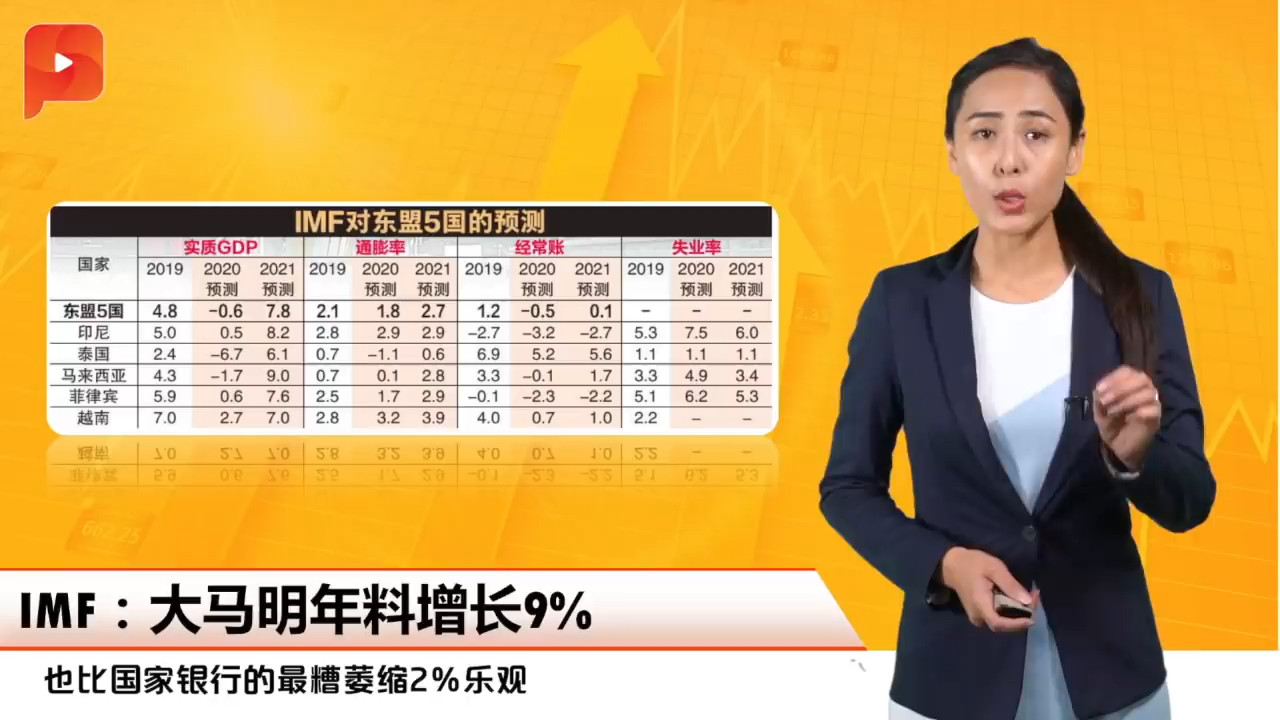 IMF对东盟5国的预测
国家 实质GDP 通膨率 经常账 失业率
2019 2020 2021 2019 2020 2021 2019 2020 2021 2019 2020 2021
预测 预测 预测 预测 预测 预测 预测 预测
东盟5国 4.8 -0.6 7.8 2.1 1.8 2.7 1.2 -0.5 0.1 - - -
印尼 5.0 0.5 8.2 2.8 2.9 2.9 -2.7 -3.2 -2.7 5.3 7.5 6.0
泰国 2.4 -6.7 6.1 0.7 -1.1 0.6 6.9 5.2 5.6 1.1 1.1 1.1
马来西亚 4.3 -1.7 9.0 0.7 0.1 2.8 3.3 -0.1 1.7 3.3 4.9 3.4
菲律宾 5.9 0.6 7.6 2.5 1.7 2.9 -0.1 -2.3 -2.2 5.1 6.2 5.3
越南 7.0 2.7 7.0 2.8 3.2 3.9 4.0 0.7 1.0 2.2 - -
662.25
IMF：大马明年料增长9%
也比国家银行的最糟萎缩2%乐观